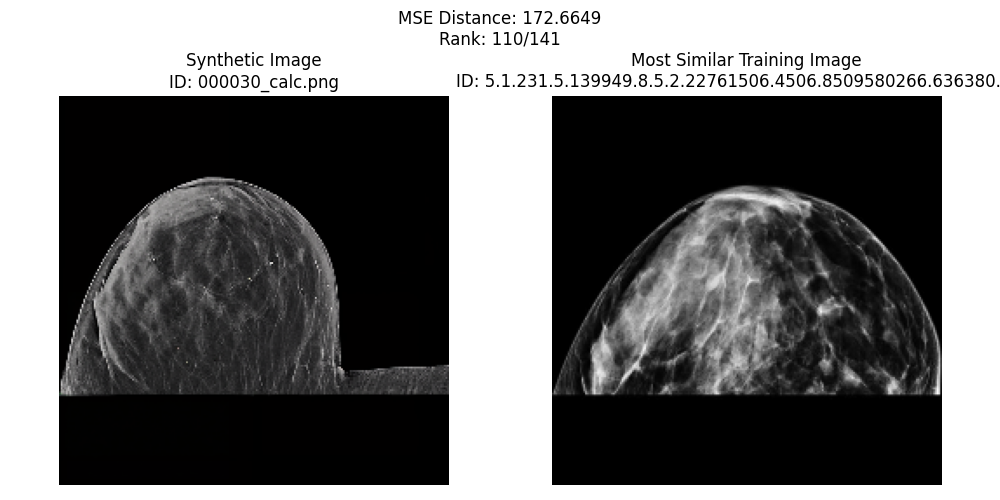 MSE Distance: 172.6649
Rank: 110/141
Synthetic Image
ID: 000030_calc.png
Most Similar Training Image
ID: 5.1.231.5.139949.8.5.2.22761506.4506.8509580266.636380.